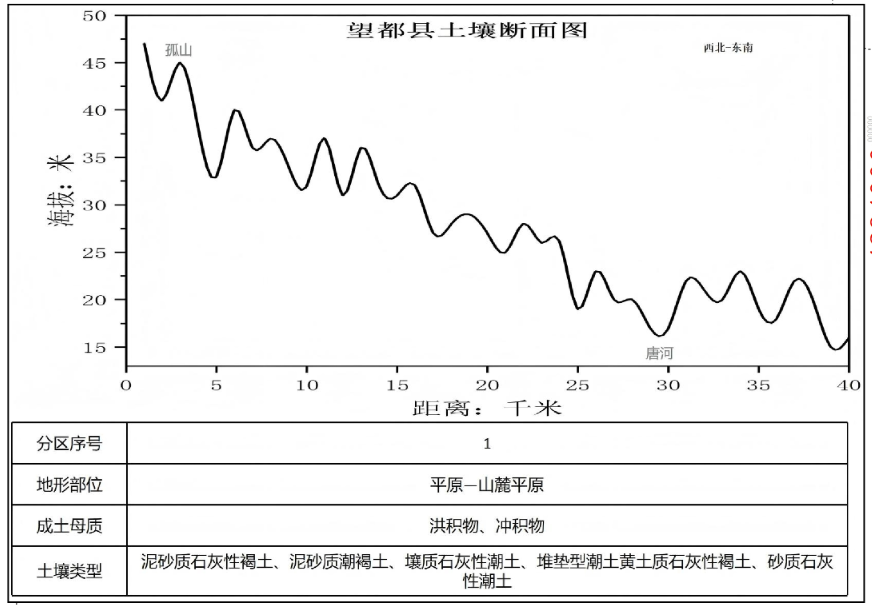 望都县土壤断面图
西北-东南
孤山
海拔：米
50
45
40
35
30
25
20
15
唐河
0 5 10 15 20 25 30 35 40
距离：千米
分区序号 1
地形部位 平原—山麓平原
成土母质 洪积物、冲积物
土壤类型 泥砂质石灰性褐土、泥砂质潮褐土、壤质石灰性潮土、堆垫型潮土黄土质石灰性褐土、砂质石灰
性潮土